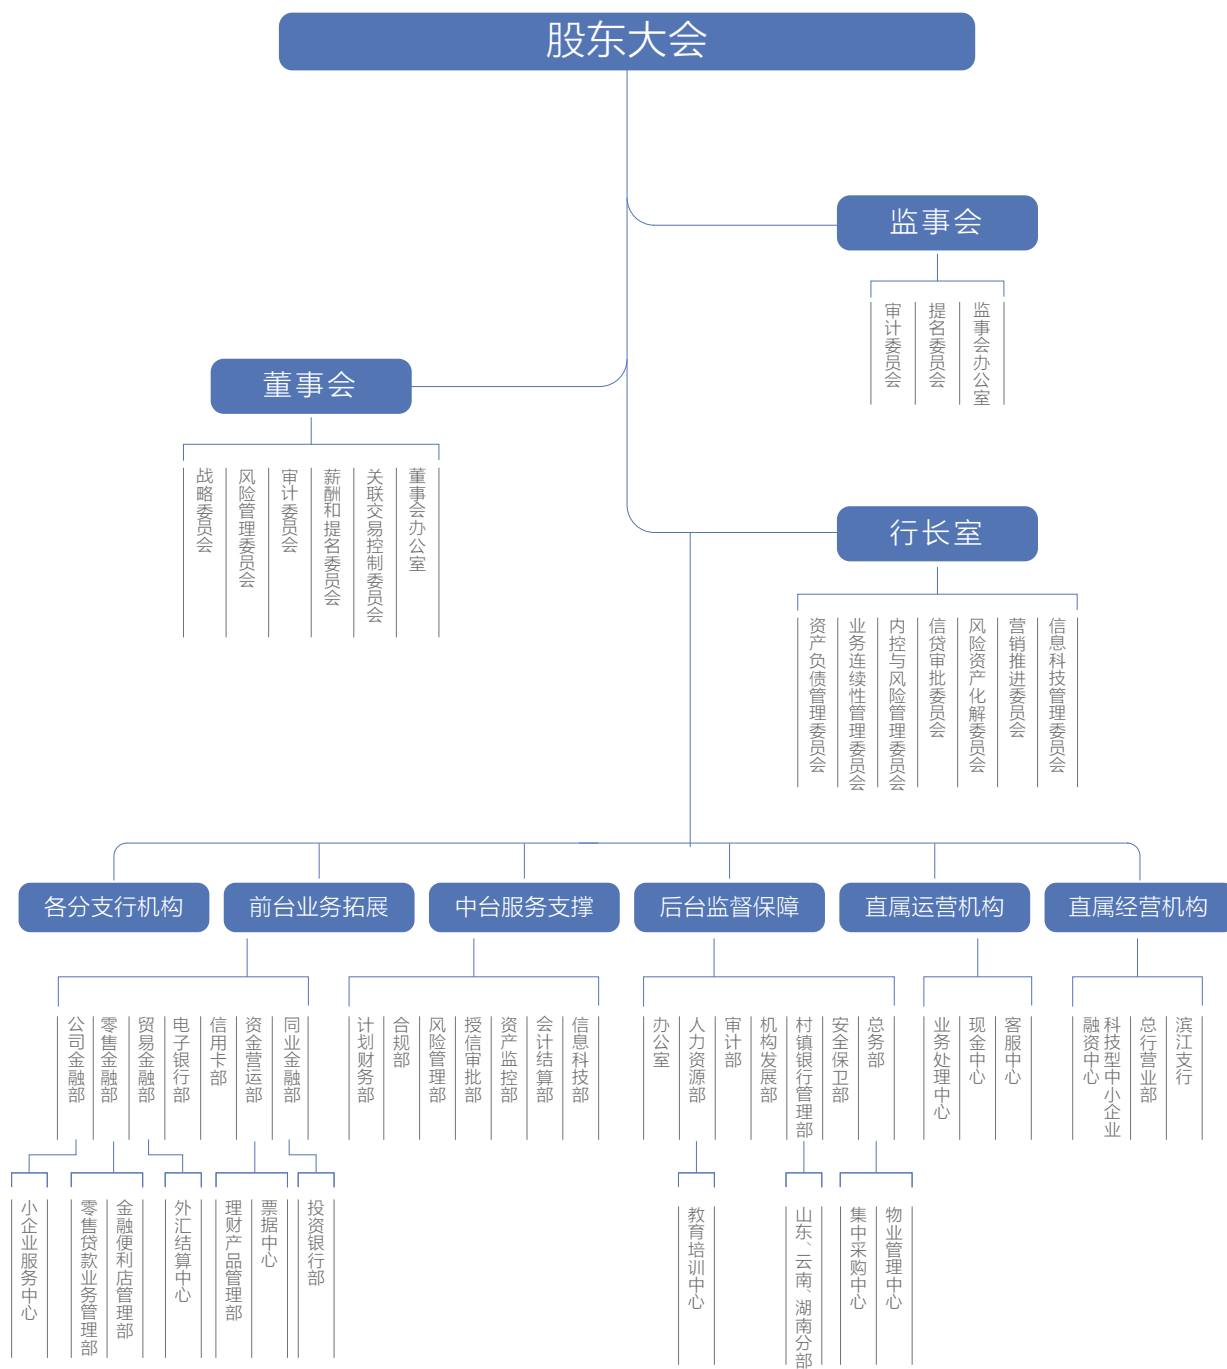 股东大会
监事会
审计委员会
提名委员会
监事会办公室
董事会
战略委员会
风险管理委员会
审计委员会
薪酬和提名委员会
关联交易控制委员会
董事会办公室
行长室
资产负债管理委员会
业务连续性管理委员会
内控与风险管理委员会
信贷审批委员会
风险资产化解委员会
营销推进委员会
信息科技管理委员会
各分支行机构
前台业务拓展
中台服务支撑
后台监督保障
直属运营机构
直属经营机构
公司金融部
零售金融部
贸易金融部
电子银行部
信用卡部
资金营运部
同业金融部
计划财务部
合规部
风险管理部
授信审批部
资产监控部
会计结算部
信息科技部
办公室
人力资源部
审计部
机构发展部
村镇银行管理部
安全保卫部
总务部
业务处理中心
现金中心
客服中心
科技型中小企业
融资中心
总行营业部
滨江支行
小企业服务中心
零售贷款业务管理部
金融便利店管理部
外汇结算中心
理财产品管理部
票据中心
投资银行部
教育培训中心
山东、云南、湖南分部
集中采购中心
物业管理中心